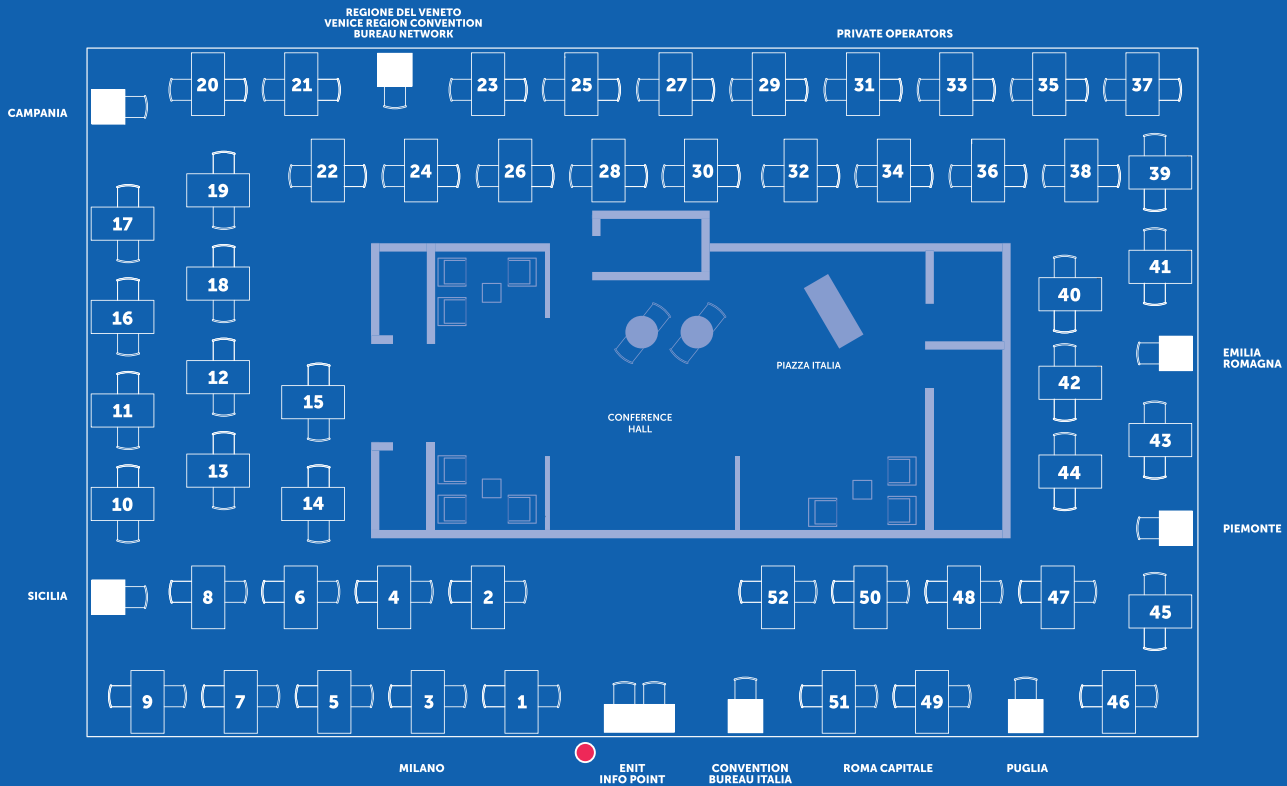 REGIONE DEL VENETO
VENICE REGION CONVENTION
BUREAU NETWORK
PRIVATE OPERATORS
CAMPANIA
20
21
23
25
27
29
31
33
35
37
22
24
26
28
30
32
34
36
38
39
19
17
18
16
12
11
15
13
10
14
41
40
42
43
44
EMILIA
ROMAGNA
PIEMONTE
PIAZZA ITALIA
CONFERENCE
HALL
SICILIA
8
6
4
2
52
50
48
47
45
9
7
5
3
1
51
49
46
MILANO
ENIT
INFO POINT
CONVENTION
BUREAU ITALIA
ROMA CAPITALE
PUGLIA